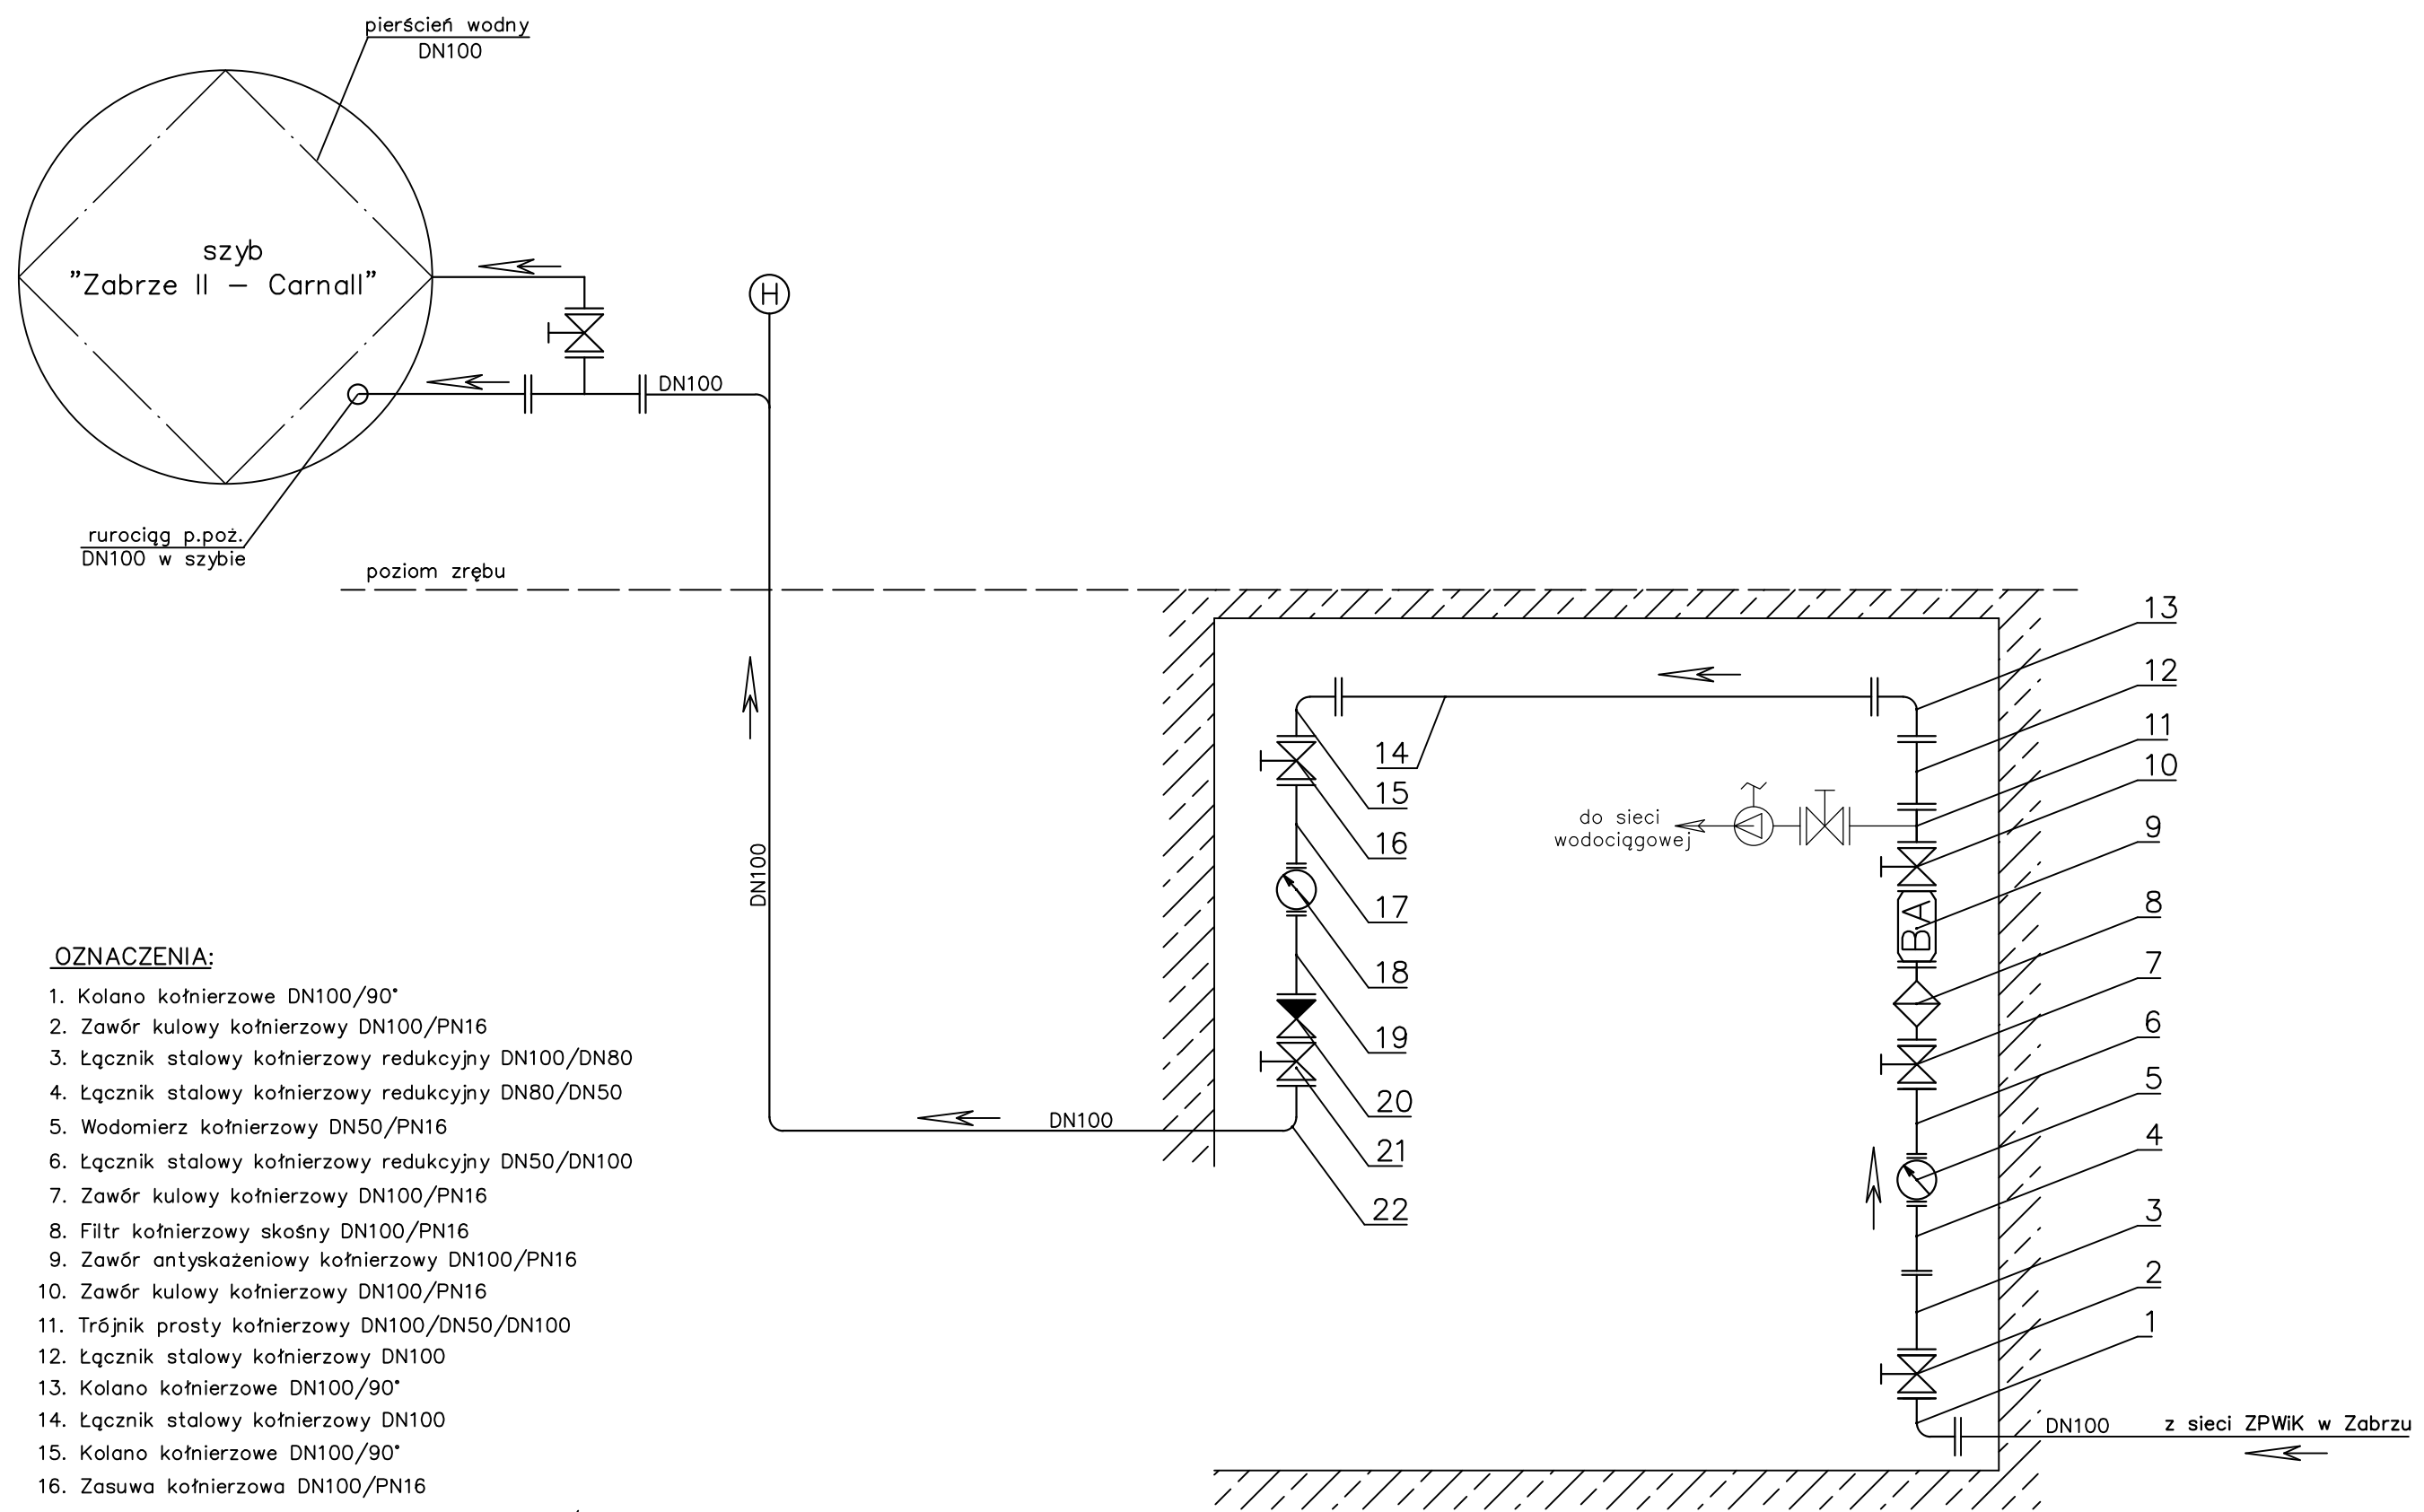 pierścień wodny
DN100
szyb
"Zabrze II – Carnall"
H
DN100
rurociąg p.poż.
DN100 w szybie
poziom zrębu
13
12
11
10
9
8
7
6
5
4
3
2
1
14
15
16
17
18
19
20
21
22
do sieci
wodociągowej
BA
DN100
DN100
DN100
z sieci ZPWiK w Zabrzu
OZNACZENIA:
1. Kolano kołnierzowe DN100/90°
2. Zawór kulowy kołnierzowy DN100/PN16
3. Łącznik stalowy kołnierzowy redukcyjny DN100/DN80
4. Łącznik stalowy kołnierzowy redukcyjny DN80/DN50
5. Wodomierz kołnierzowy DN50/PN16
6. Łącznik stalowy kołnierzowy redukcyjny DN50/DN100
7. Zawór kulowy kołnierzowy DN100/PN16
8. Filtr kołnierzowy skośny DN100/PN16
9. Zawór antyskażeniowy kołnierzowy DN100/PN16
10. Zawór kulowy kołnierzowy DN100/PN16
11. Trójnik prosty kołnierzowy DN100/DN50/DN100
12. Łącznik stalowy kołnierzowy DN100
13. Kolano kołnierzowe DN100/90°
14. Łącznik stalowy kołnierzowy DN100
15. Kolano kołnierzowe DN100/90°
16. Zasuwa kołnierzowa DN100/PN16